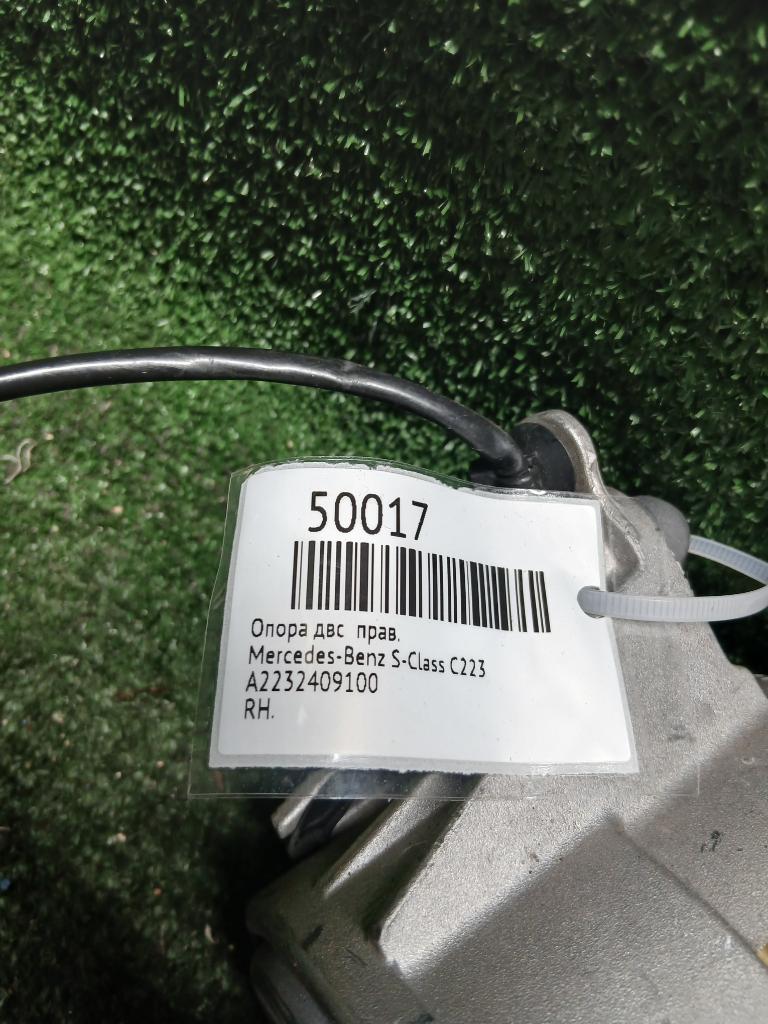 50017
Опора двс прав.
Mercedes-Benz S-Class C223
A2232409100
RH.